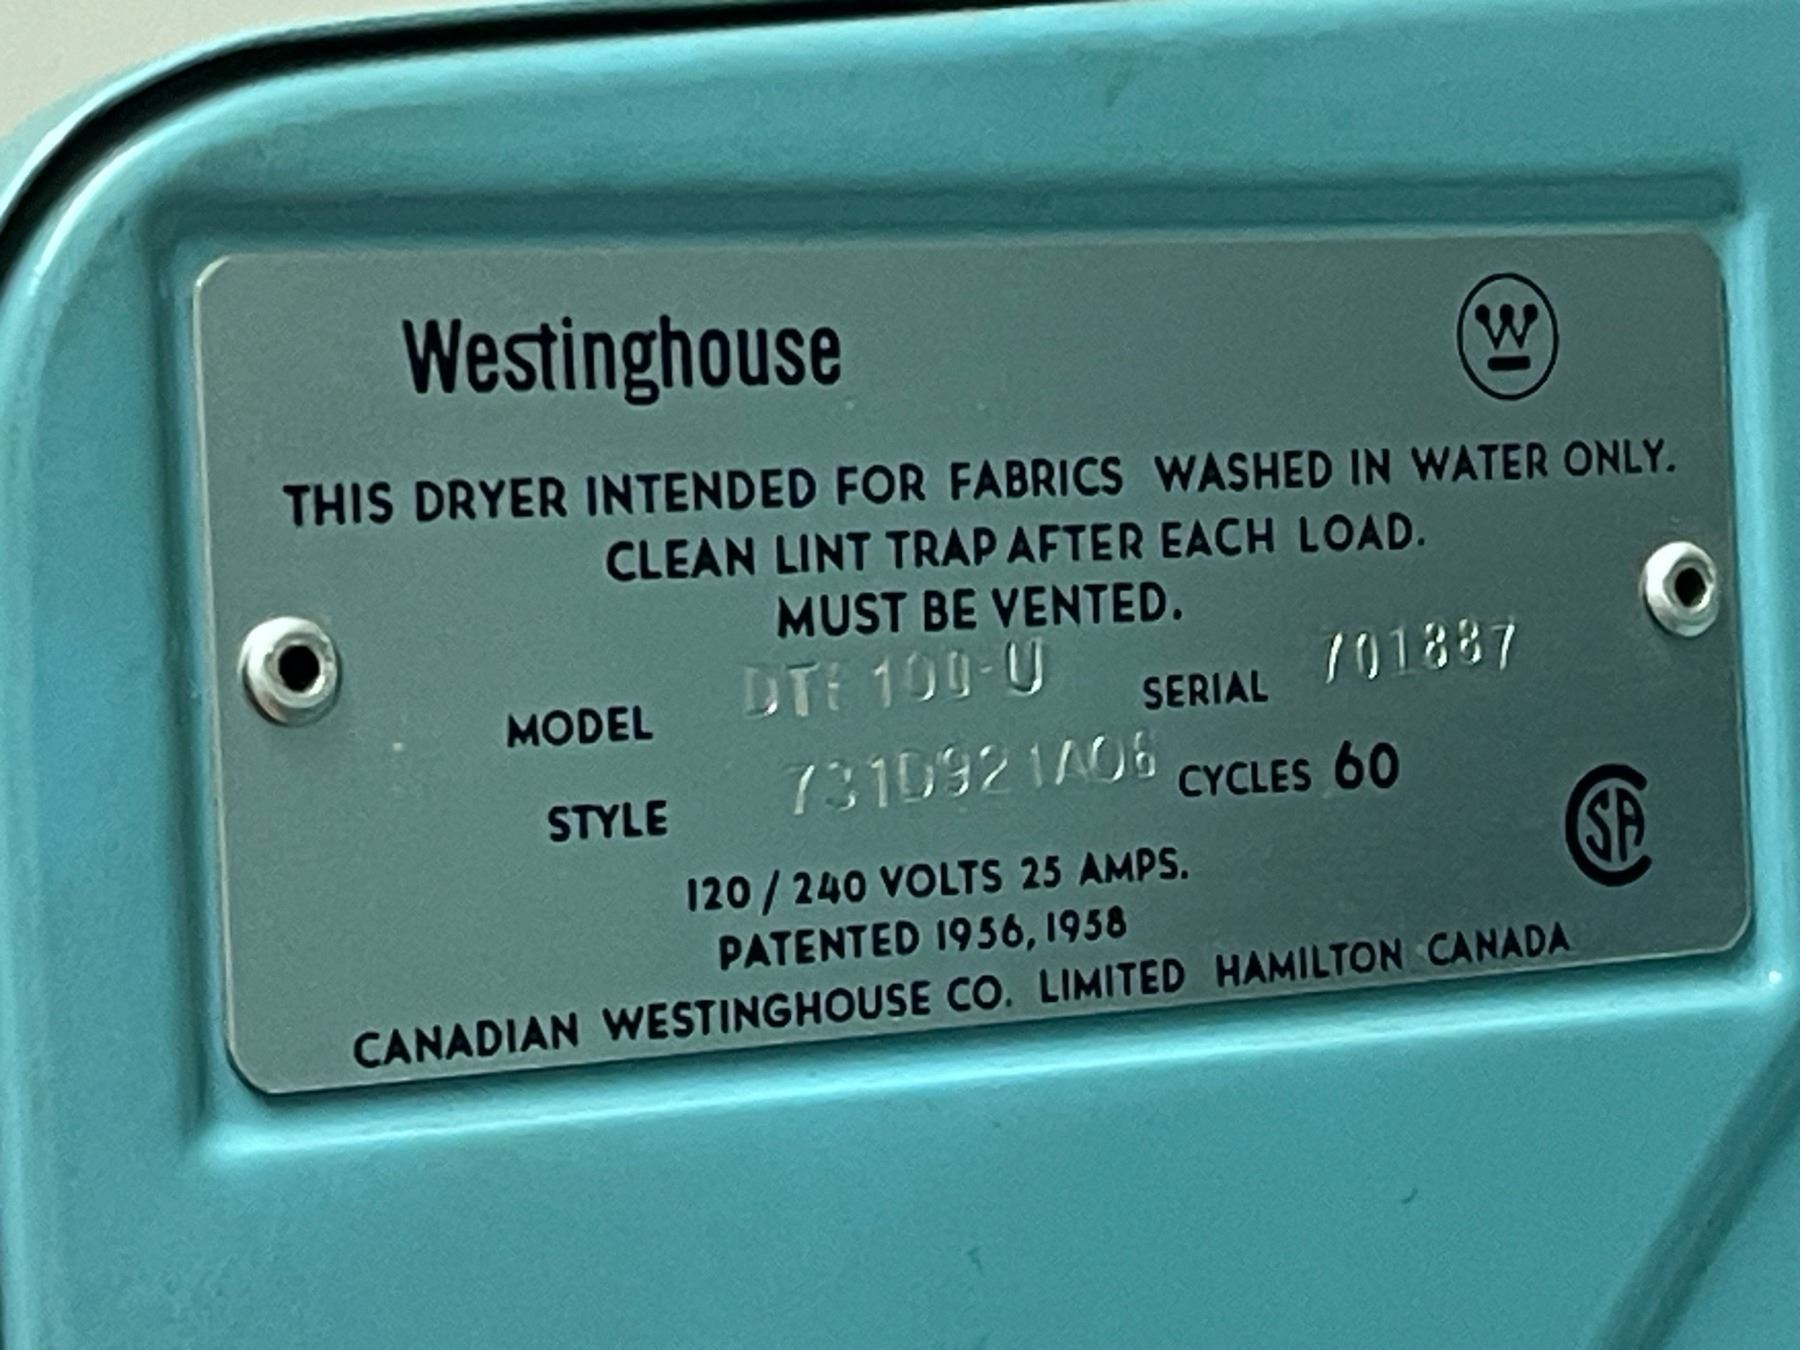 Westinghouse W
THIS DRYER INTENDED FOR FABRICS WASHED IN WATER ONLY.
CLEAN LINT TRAP AFTER EACH LOAD.
MUST BE VENTED.
MODEL SERIAL 701887
STYLE 731D921A06 CYCLES 60
CSA
120/240 VOLTS 25 AMPS.
PATENTED 1956, 1958
CANADIAN WESTINGHOUSE CO. LIMITED HAMILTON CANADA